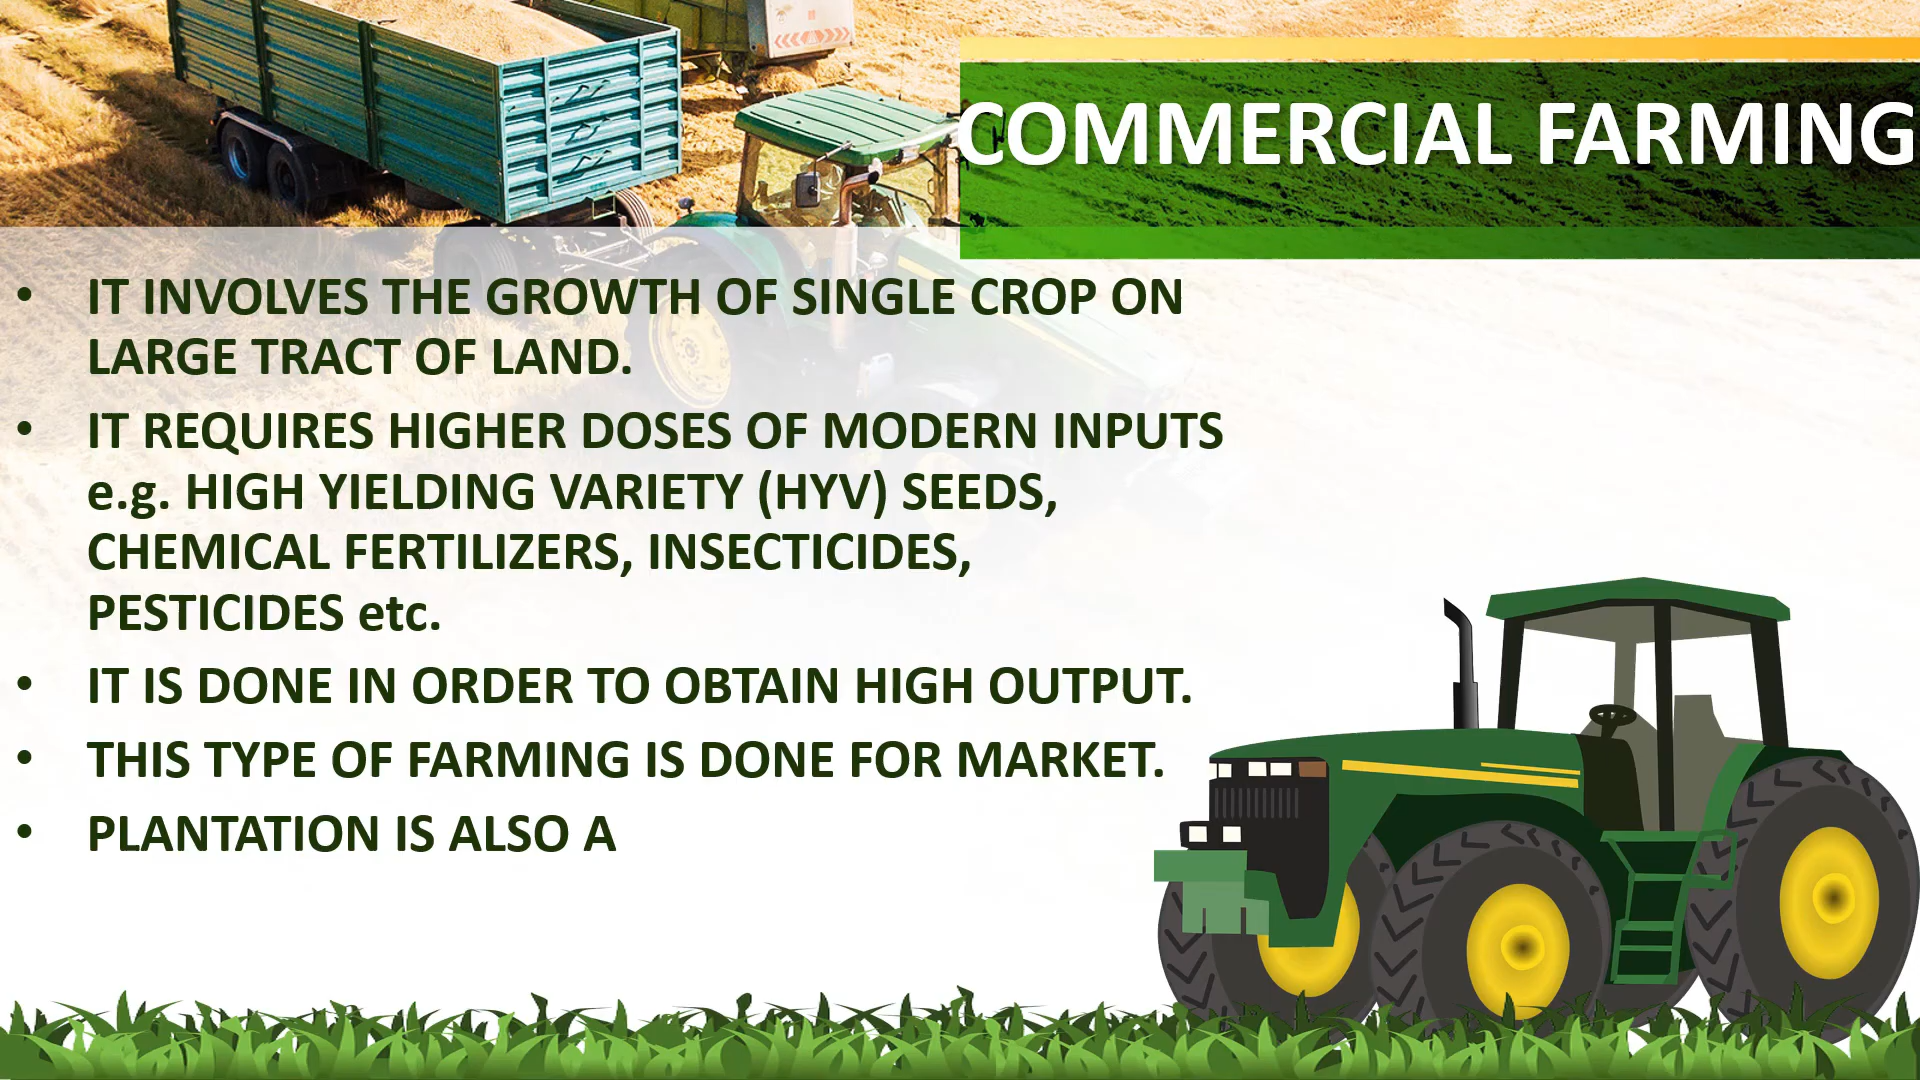 COMMERCIAL FARMING
• IT INVOLVES THE GROWTH OF SINGLE CROP ON
LARGE TRACT OF LAND.
• IT REQUIRES HIGHER DOSES OF MODERN INPUTS
e.g. HIGH YIELDING VARIETY (HYV) SEEDS,
CHEMICAL FERTILIZERS, INSECTICIDES,
PESTICIDES etc.
• IT IS DONE IN ORDER TO OBTAIN HIGH OUTPUT.
• THIS TYPE OF FARMING IS DONE FOR MARKET.
• PLANTATION IS ALSO A